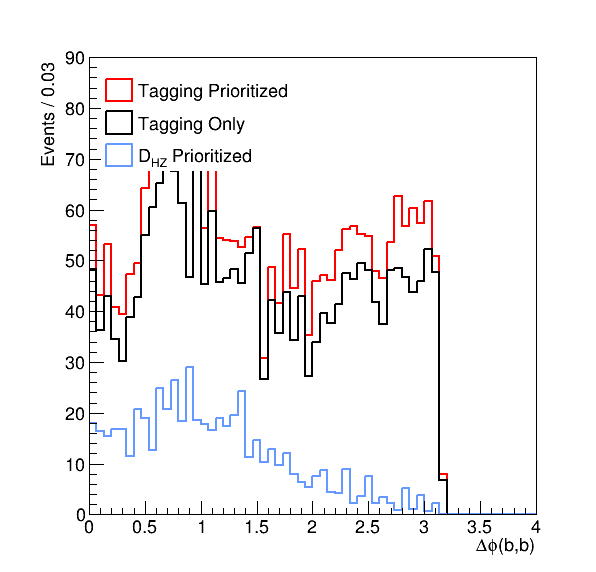 Events / 0.03
90
80
70
60
50
40
30
20
10
0
Tagging Prioritized
Tagging Only
D_HZ Prioritized
0 0.5 1 1.5 2 2.5 3 3.5 4
Δϕ(b,b)